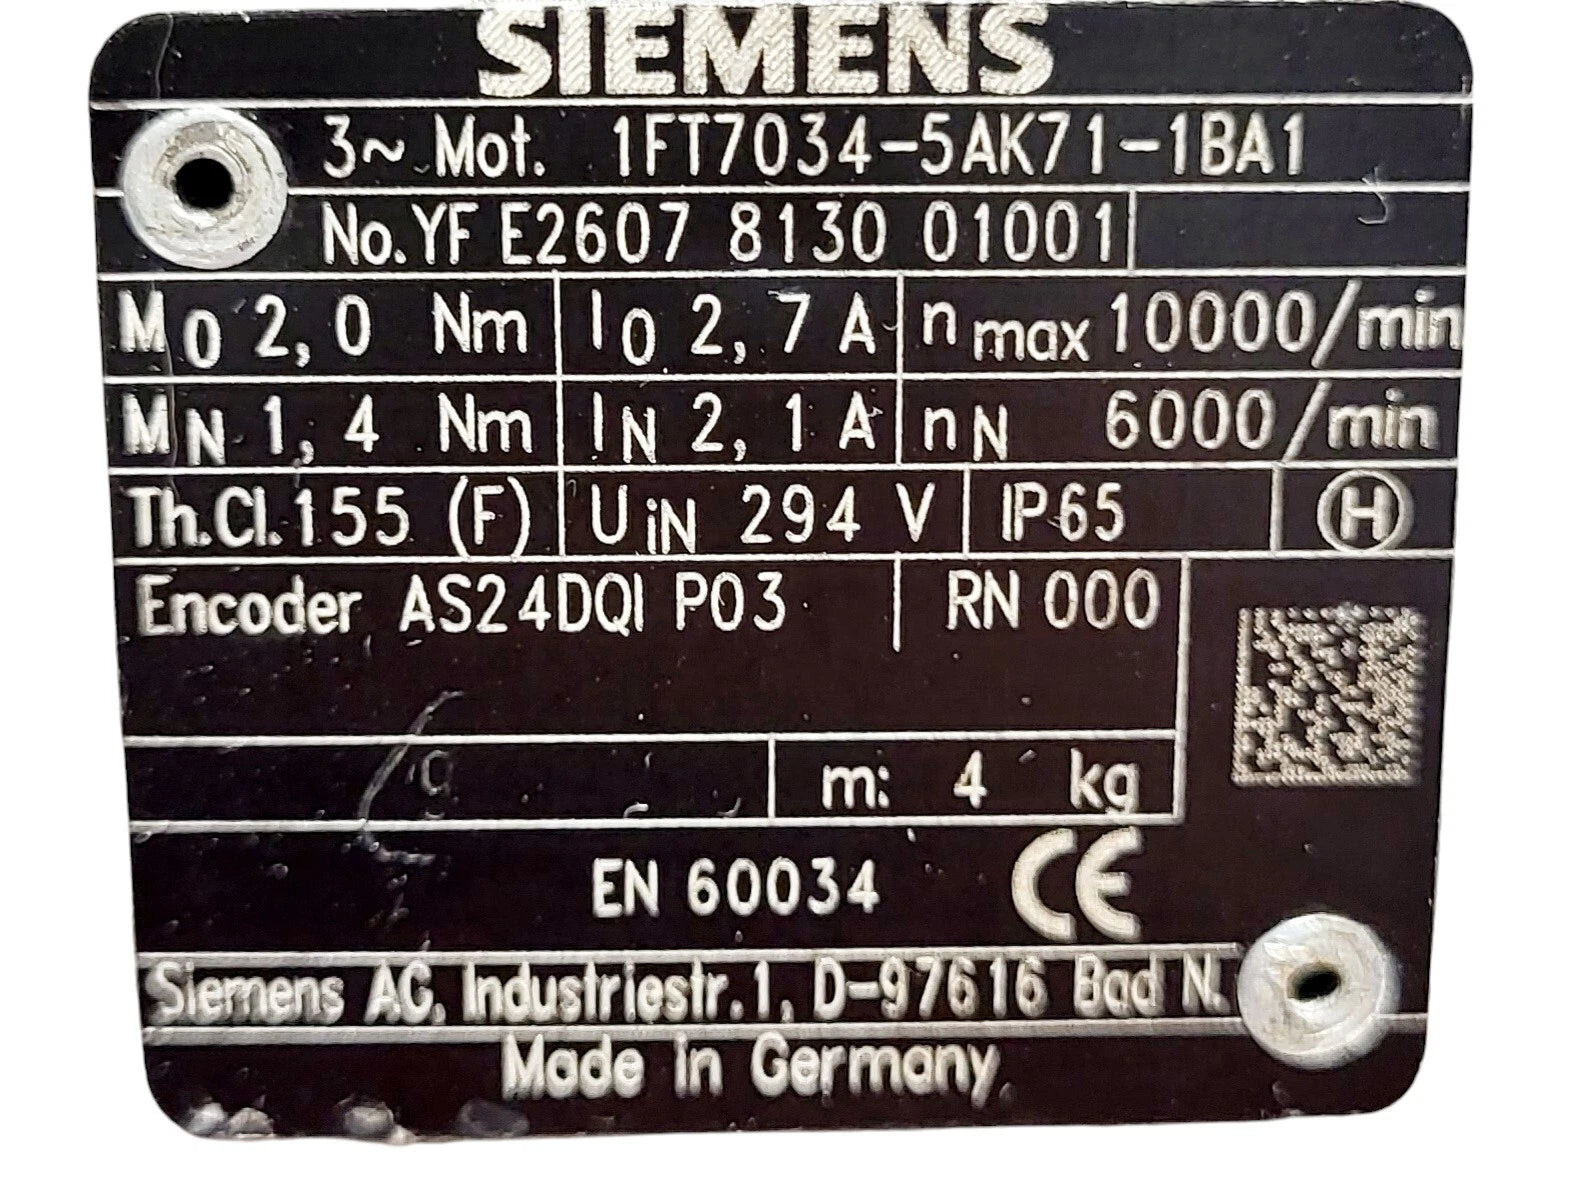 SIEMENS
3~ Mot. 1FT7034-5AK71-1BA1
No. YF E2607 8130 01001
M0 2,0 Nm I0 2,7 A nmax 10000/min
MN 1,4 Nm IN 2,1 A nN 6000/min
Th.Cl. 155 (F) UiN 294 V IP65 H
Encoder AS24DQI P03 RN 000
m: 4 kg
EN 60034 CE
Siemens AG, Industriestr.1, D-97616 Bad N.
Made in Germany